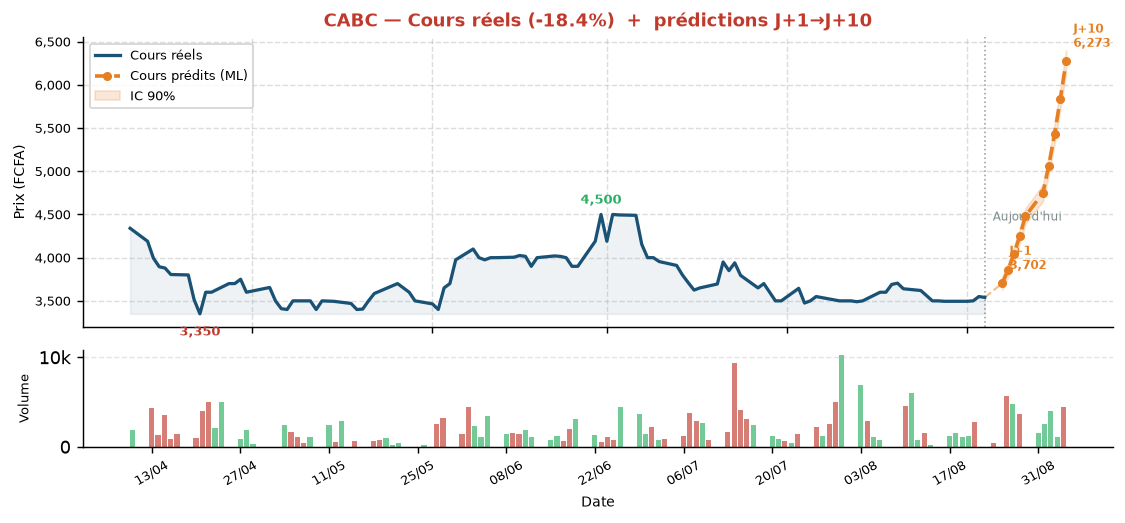 CABC — Cours réels (-18.4%) + prédictions J+1→J+10
J+10
6,273
6,500
6,000
5,500
5,000
4,500
4,000
3,500
Prix (FCFA)
Cours réels
Cours prédits (ML)
IC 90%
4,500
Aujourd'hui
J+1
3,702
3,350
10k
0
Volume
13/04
27/04
11/05
25/05
08/06
22/06
06/07
20/07
03/08
17/08
31/08
Date